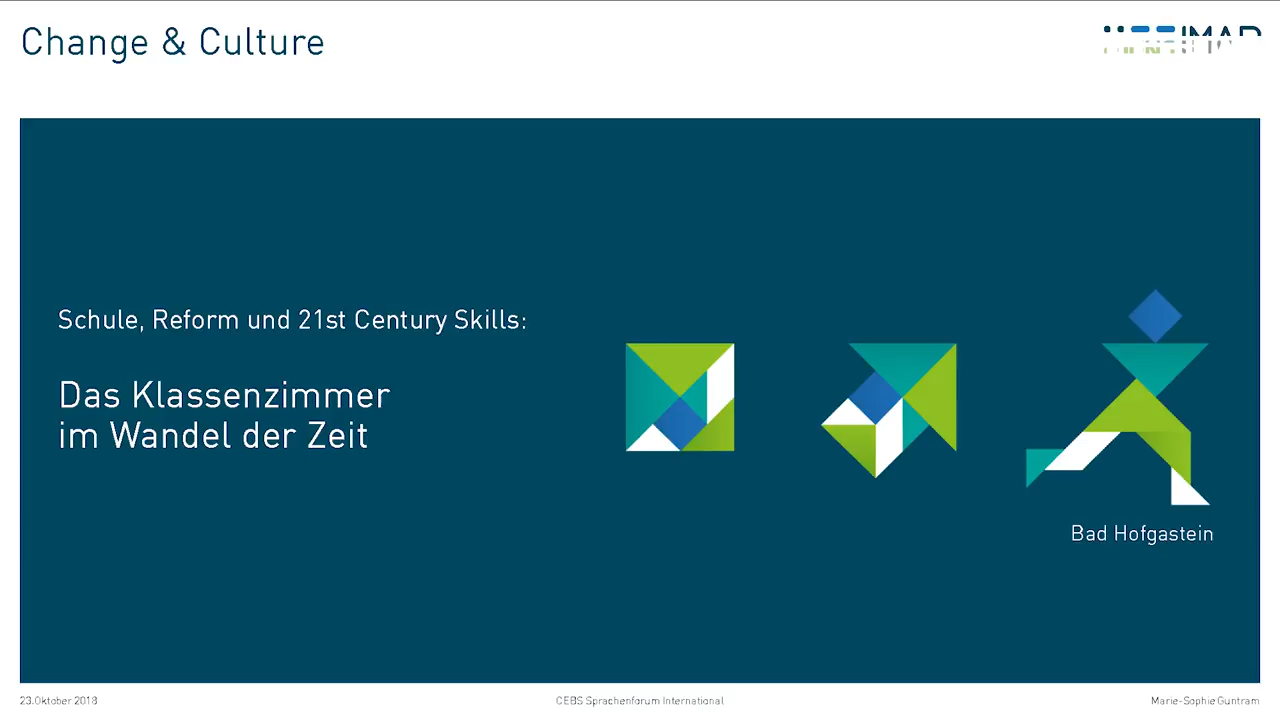 Change & Culture
Schule, Reform und 21st Century Skills:
Das Klassenzimmer
im Wandel der Zeit
Bad Hofgastein
23.Oktober 2018
CEBS Sprachenforum International
Marie-Sophie Guntram